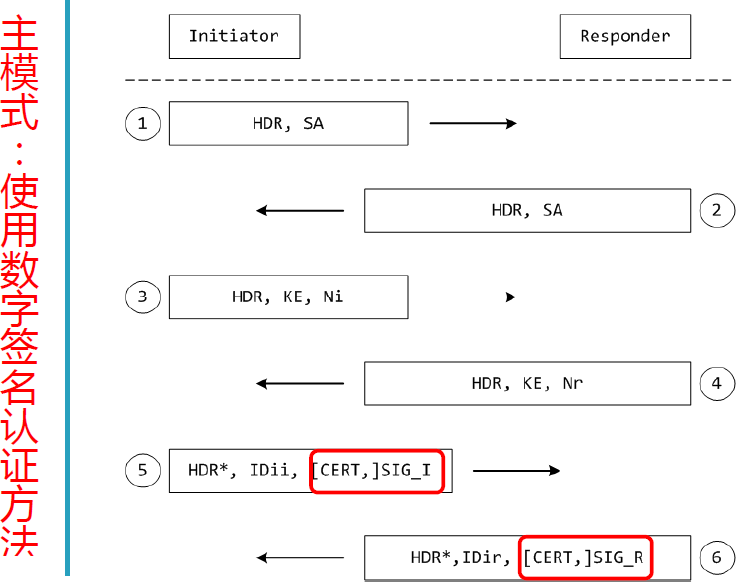 主模式：使用数字签名认证方法
Initiator
Responder
① HDR, SA
HDR, SA ②
③ HDR, KE, Ni
HDR, KE, Nr ④
⑤ HDR*, IDii, [CERT,]SIG_I
HDR*,IDir, [CERT,]SIG_R ⑥